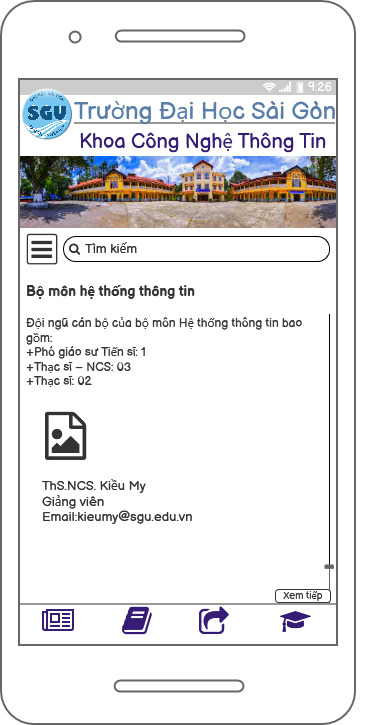 9:26
SGU
Trường Đại Học Sài Gòn
Khoa Công Nghệ Thông Tin
Tìm kiếm
Bộ môn hệ thống thông tin
Đội ngũ cán bộ của bộ môn Hệ thống thông tin bao
gồm:
+Phó giáo sư Tiến sĩ: 1
+Thạc sĩ – NCS: 03
+Thạc sĩ: 02
ThS.NCS. Kiều My
Giảng viên
Email:kieumy@sgu.edu.vn
Xem tiếp